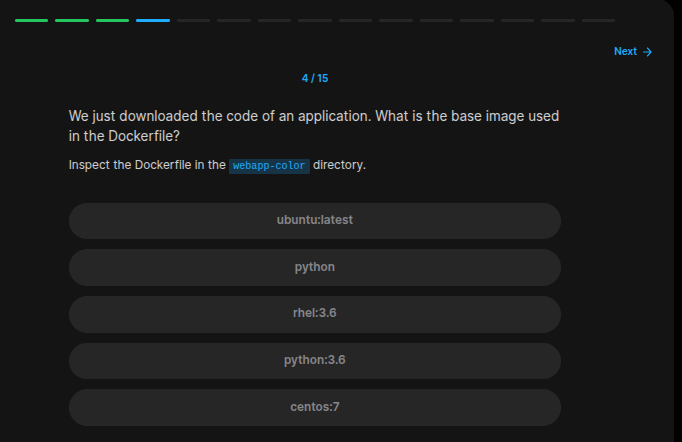 Next →
4 / 15
We just downloaded the code of an application. What is the base image used
in the Dockerfile?
Inspect the Dockerfile in the webapp-color directory.
ubuntu:latest
python
rhel:3.6
python:3.6
centos:7